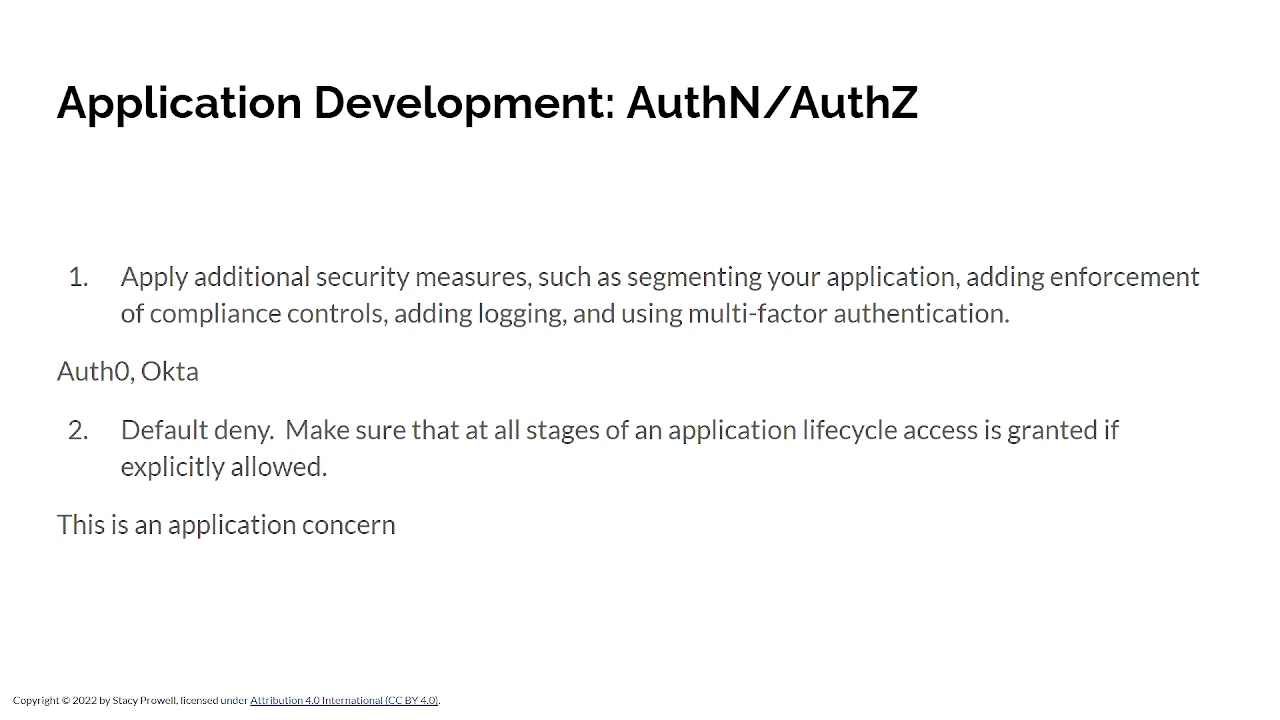 Application Development: AuthN/AuthZ
1. Apply additional security measures, such as segmenting your application, adding enforcement
of compliance controls, adding logging, and using multi-factor authentication.
Auth0, Okta
2. Default deny.  Make sure that at all stages of an application lifecycle access is granted if
explicitly allowed.
This is an application concern
Copyright © 2022 by Stacy Prowell, licensed under Attribution 4.0 International (CC BY 4.0).